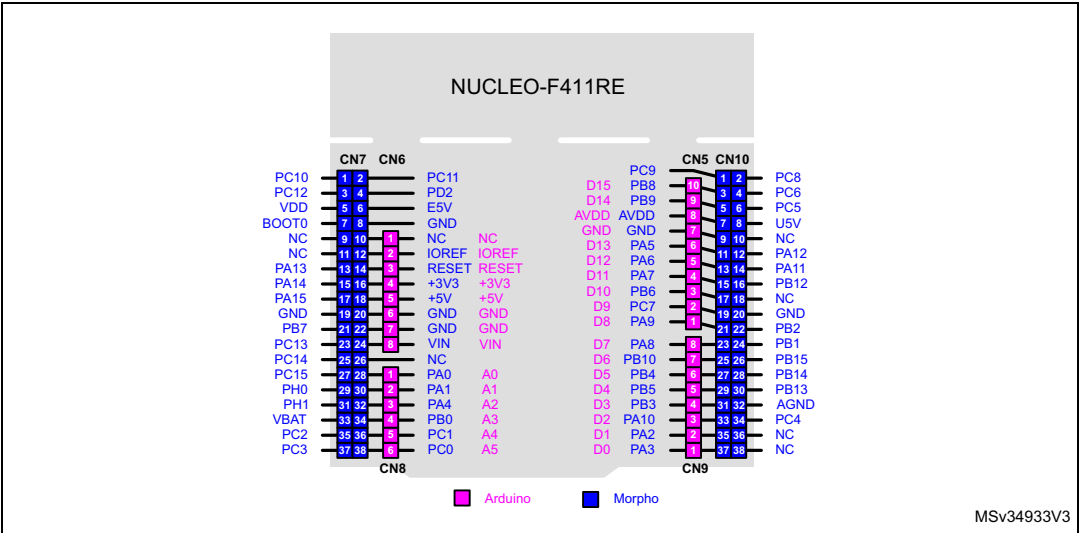 NUCLEO-F411RE
CN7 CN6 CN5 CN10
PC9
PC10 1 2 PC11 1 2 PC8
PC12 3 4 PD2 D15 PB8 10 3 4 PC6
VDD 5 6 E5V D14 PB9 9 5 6 PC5
BOOT0 7 8 GND AVDD AVDD 8 7 8 U5V
NC 9 10 1 NC NC GND GND 7 9 10 NC
NC 11 12 2 IOREF IOREF D13 PA5 6 11 12 PA12
PA13 13 14 3 RESET RESET D12 PA6 5 13 14 PA11
PA14 15 16 4 +3V3 +3V3 D11 PA7 4 15 16 PB12
PA15 17 18 5 +5V +5V D10 PB6 3 17 18 NC
GND 19 20 6 GND GND D9 PC7 2 19 20 GND
PB7 21 22 7 GND GND D8 PA9 1 21 22 PB2
PC13 23 24 8 VIN VIN D7 PA8 8 23 24 PB1
PC14 25 26 NC D6 PB10 7 25 26 PB15
PC15 27 28 1 PA0 A0 D5 PB4 6 27 28 PB14
PH0 29 30 2 PA1 A1 D4 PB5 5 29 30 PB13
PH1 31 32 3 PA4 A2 D3 PB3 4 31 32 AGND
VBAT 33 34 4 PB0 A3 D2 PA10 3 33 34 PC4
PC2 35 36 5 PC1 A4 D1 PA2 2 35 36 NC
PC3 37 38 6 PC0 A5 D0 PA3 1 37 38 NC
CN8 CN9
Arduino Morpho
MSv34933V3